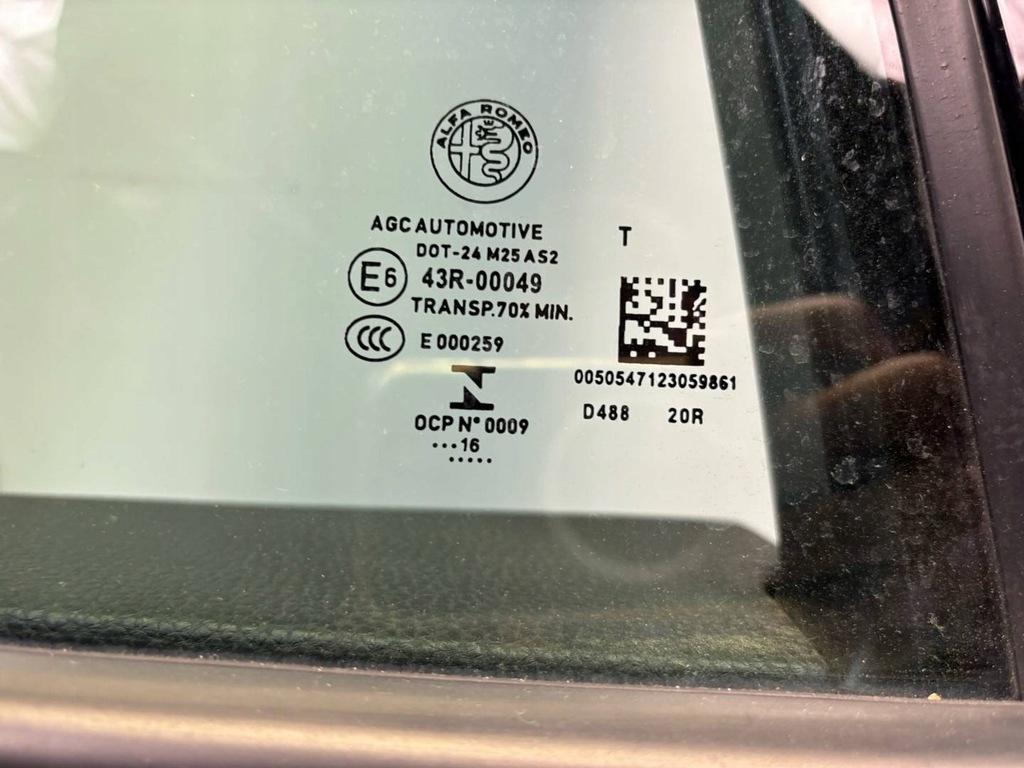 ALFA ROMEO
AGC AUTOMOTIVE
DOT-24 M25 AS2
E6
43R-00049
TRANSP.70% MIN.
CCC
E 000259
OCP N° 0009
...16
.....
T
0050547123059861
D488 20R